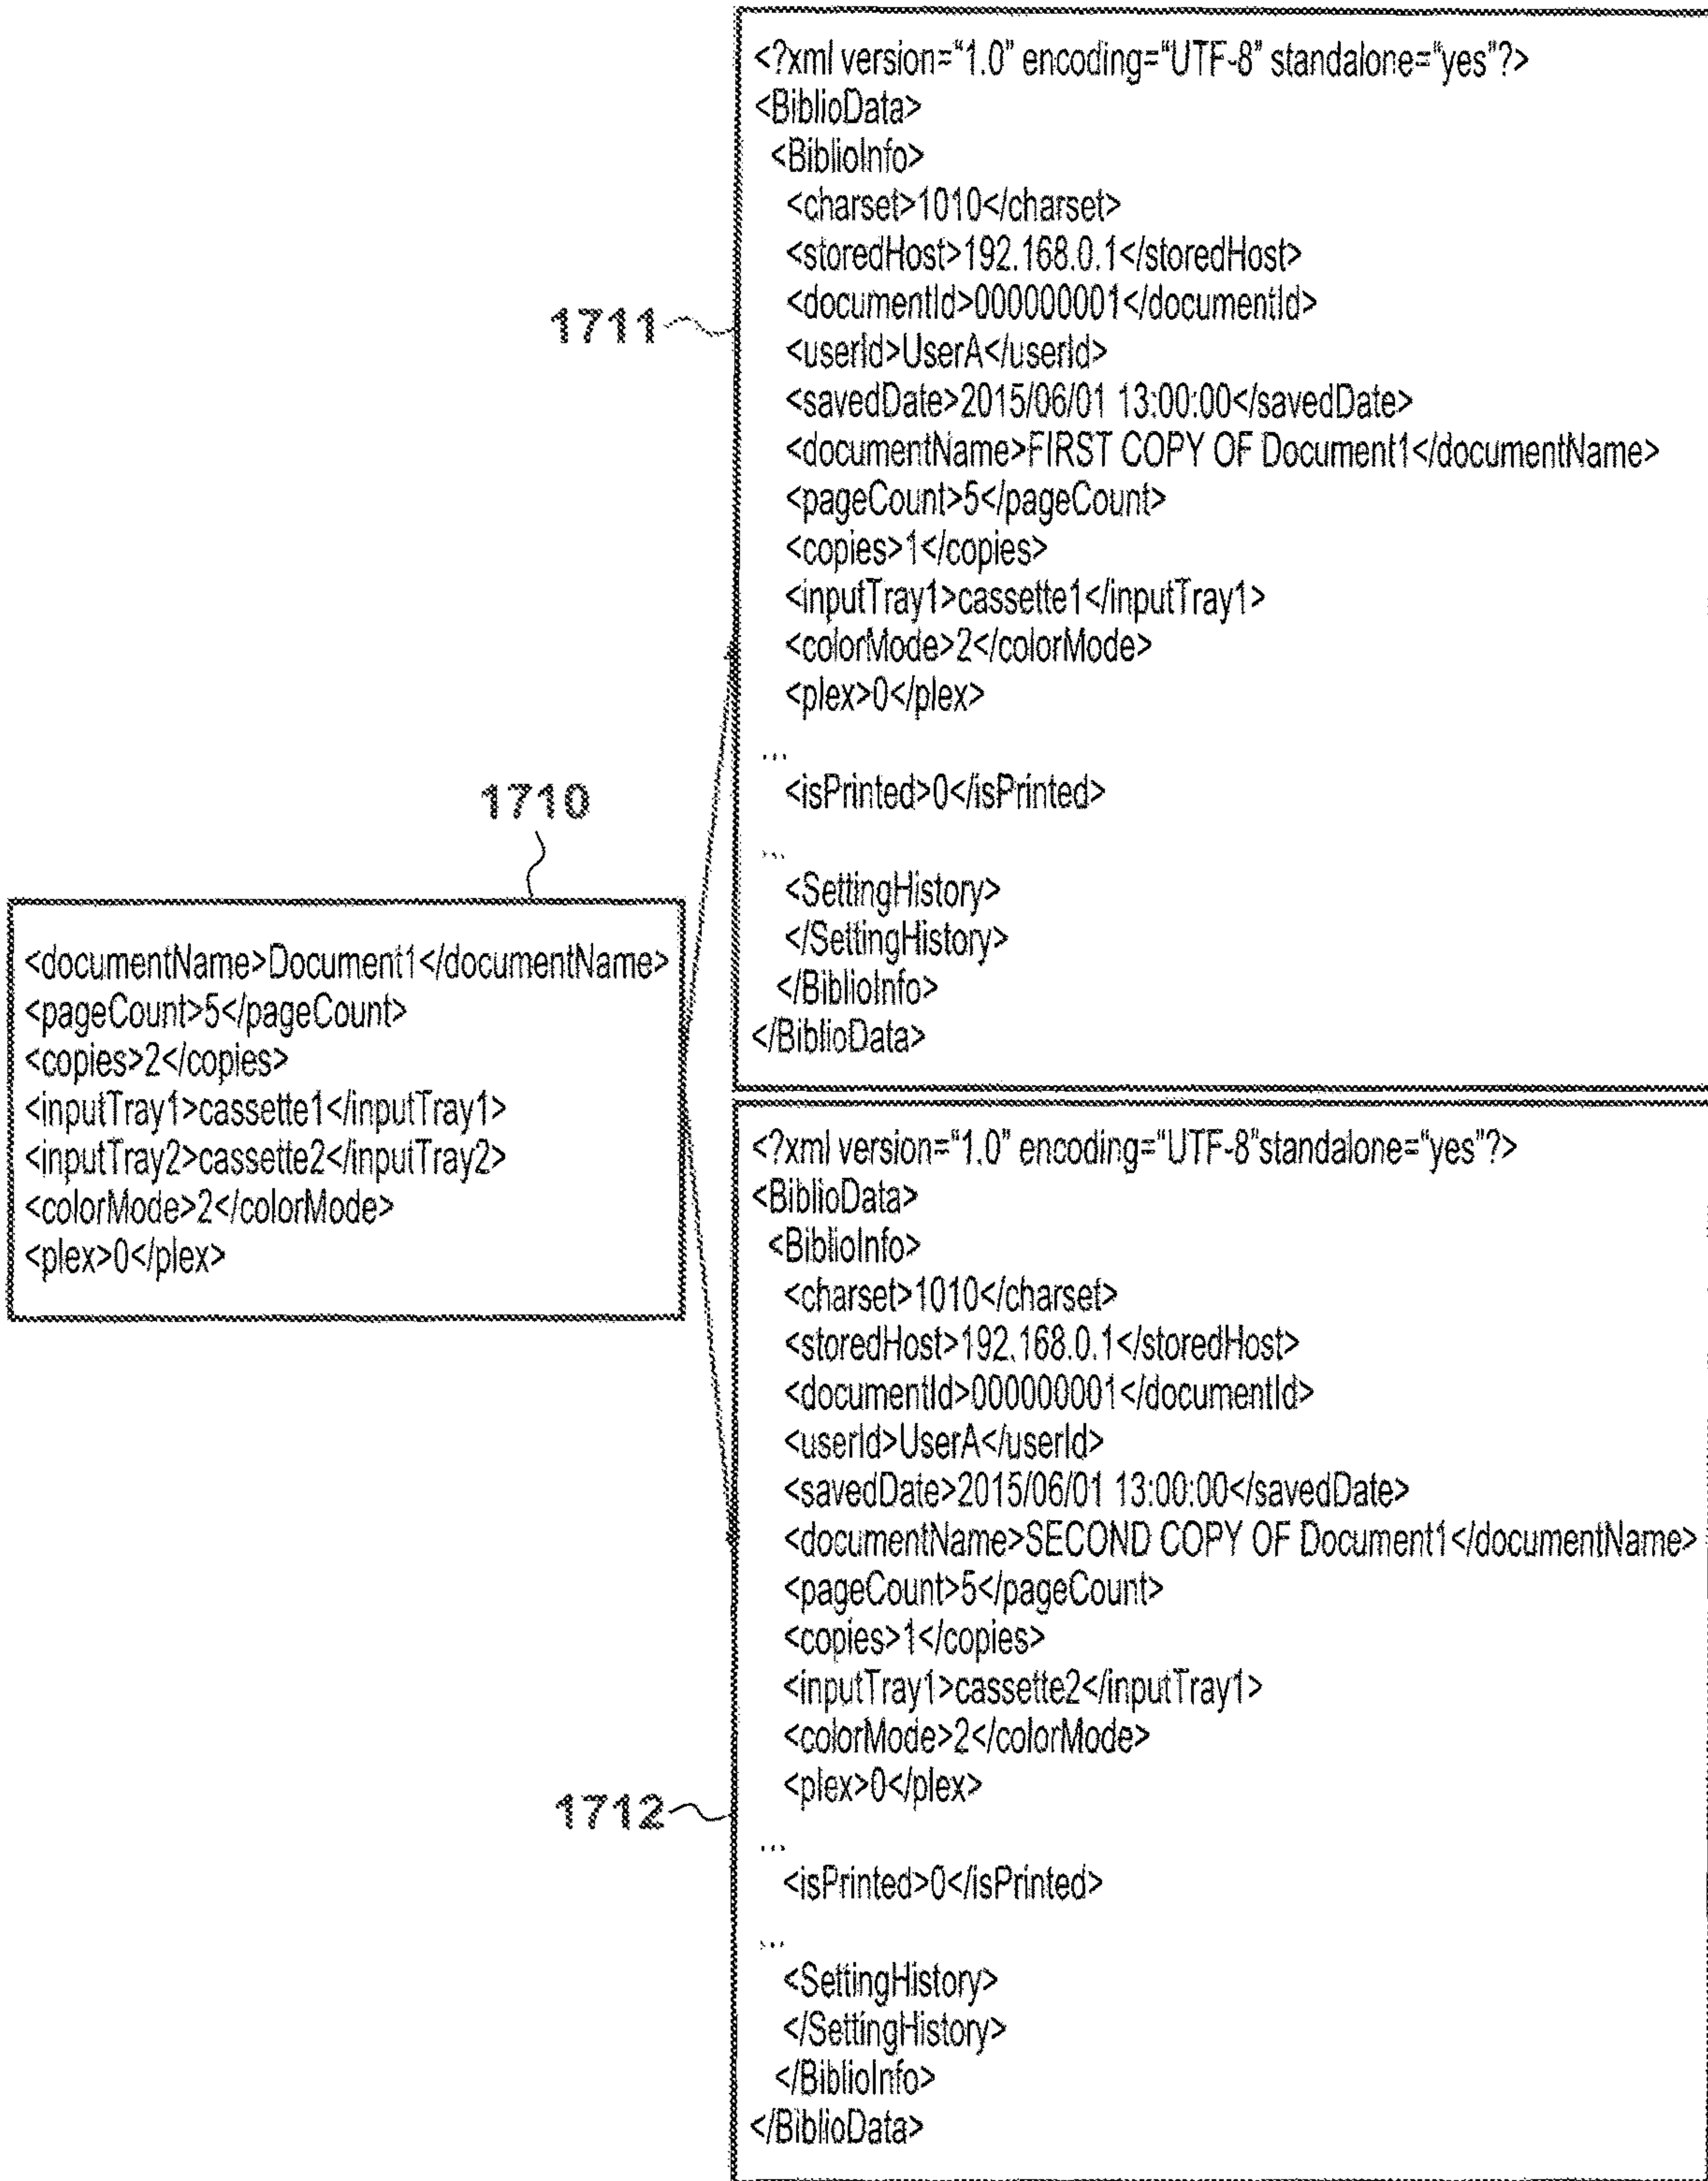 1711
<?xml version="1.0" encoding="UTF-8" standalone="yes"?>
<BiblioData>
<BiblioInfo>
<charset>1010</charset>
<storedHost>192.168.0.1</storedHost>
<documentId>000000001</documentId>
<userId>UserA</userId>
<savedDate>2015/06/01 13:00:00</savedDate>
<documentName>FIRST COPY OF Document1</documentName>
<pageCount>5</pageCount>
<copies>1</copies>
<inputTray1>cassette1</inputTray1>
<colorMode>2</colorMode>
<plex>0</plex>
...
<isPrinted>0</isPrinted>
...
<SettingHistory>
</SettingHistory>
</BiblioInfo>
</BiblioData>
1710
<documentName>Document1</documentName>
<pageCount>5</pageCount>
<copies>2</copies>
<inputTray1>cassette1</inputTray1>
<inputTray2>cassette2</inputTray2>
<colorMode>2</colorMode>
<plex>0</plex>
1712
<?xml version="1.0" encoding="UTF-8"standalone="yes"?>
<BiblioData>
<BiblioInfo>
<charset>1010</charset>
<storedHost>192.168.0.1</storedHost>
<documentId>000000001</documentId>
<userId>UserA</userId>
<savedDate>2015/06/01 13:00:00</savedDate>
<documentName>SECOND COPY OF Document1</documentName>
<pageCount>5</pageCount>
<copies>1</copies>
<inputTray1>cassette2</inputTray1>
<colorMode>2</colorMode>
<plex>0</plex>
...
<isPrinted>0</isPrinted>
...
<SettingHistory>
</SettingHistory>
</BiblioInfo>
</BiblioData>